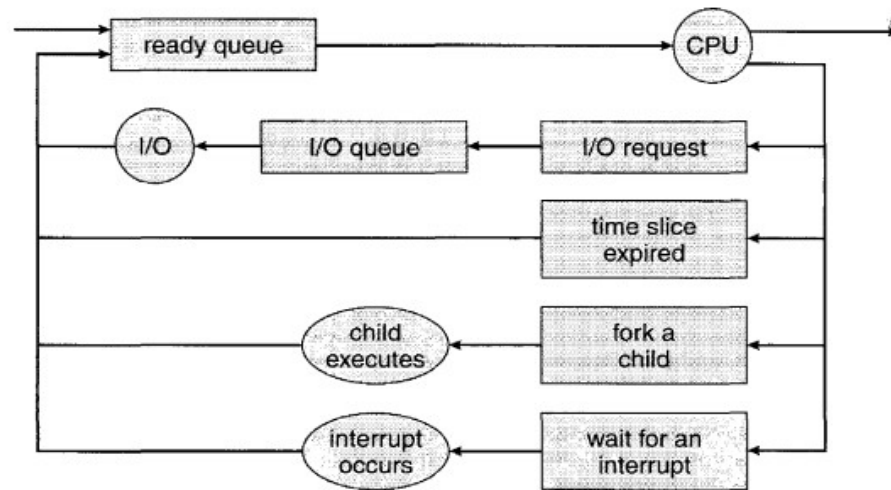 ready queue
CPU
I/O
I/O queue
I/O request
time slice
expired
child
executes
fork a
child
interrupt
occurs
wait for an
interrupt